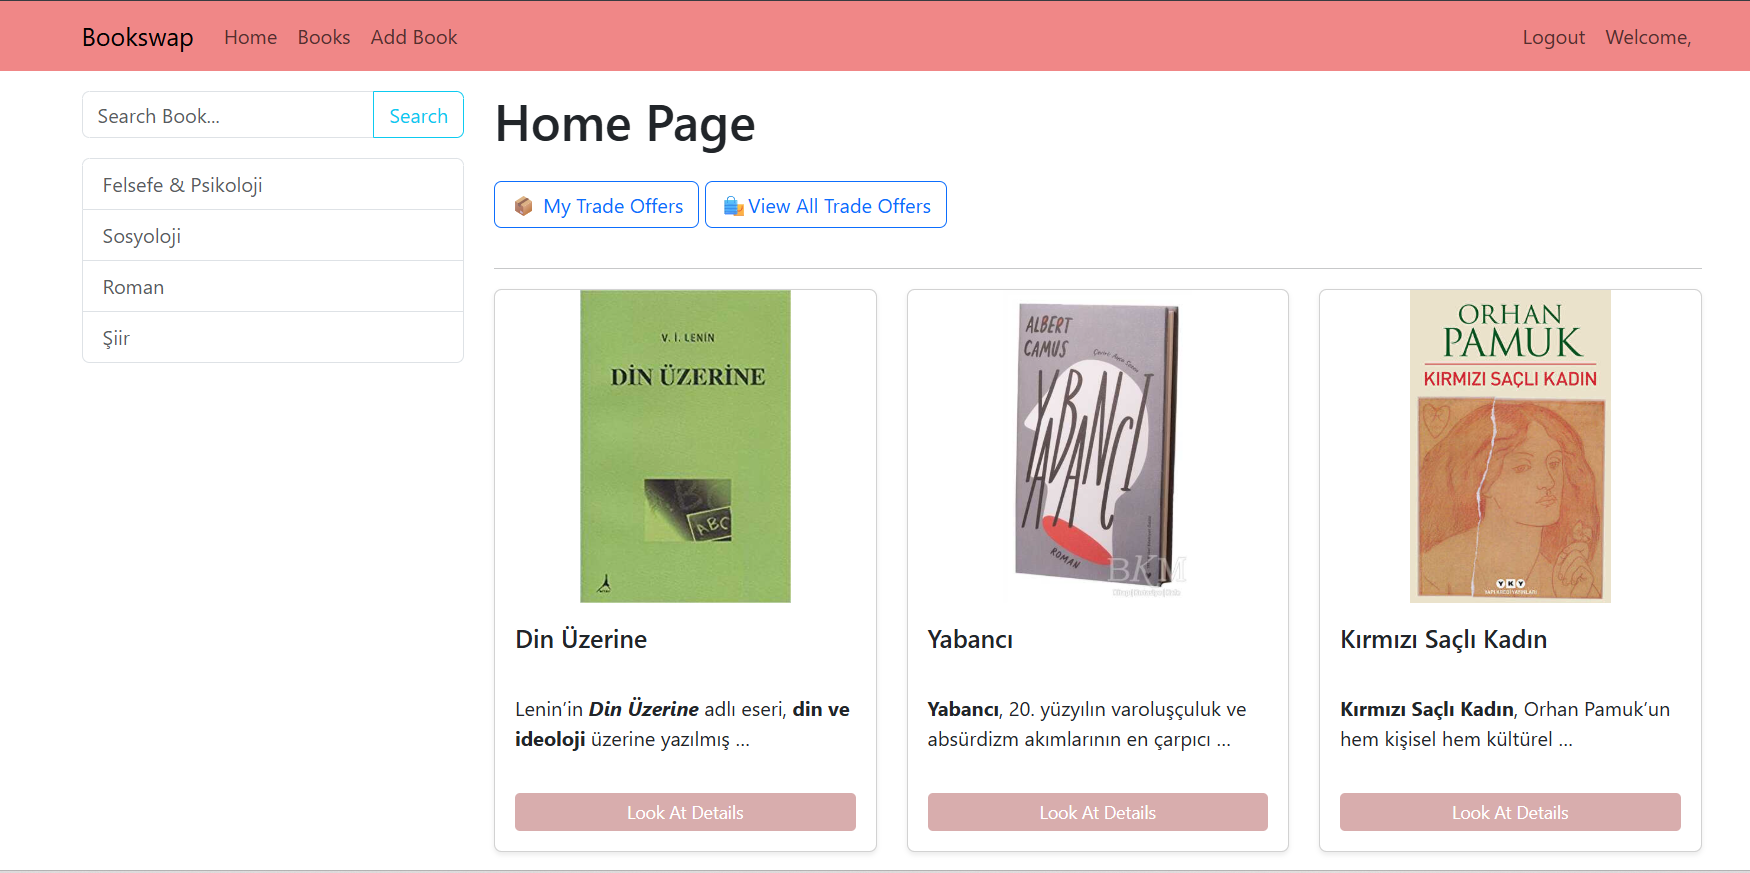 Bookswap Home Books Add Book Logout Welcome,
Search Book... Search
Felsefe & Psikoloji
Sosyoloji
Roman
Şiir
Home Page
My Trade Offers View All Trade Offers
V. İ. LENİN
DİN ÜZERİNE
ABC
Din Üzerine
Lenin’in Din Üzerine adlı eseri, din ve
ideoloji üzerine yazılmış ...
Look At Details
ALBERT
CAMUS
YABANCI
ROMAN
BKM
Yabancı
Yabancı, 20. yüzyılın varoluşçuluk ve
absürdizm akımlarının en çarpıcı ...
Look At Details
ORHAN
PAMUK
KIRMIZI SAÇLI KADIN
YKY
Kırmızı Saçlı Kadın
Kırmızı Saçlı Kadın, Orhan Pamuk’un
hem kişisel hem kültürel ...
Look At Details